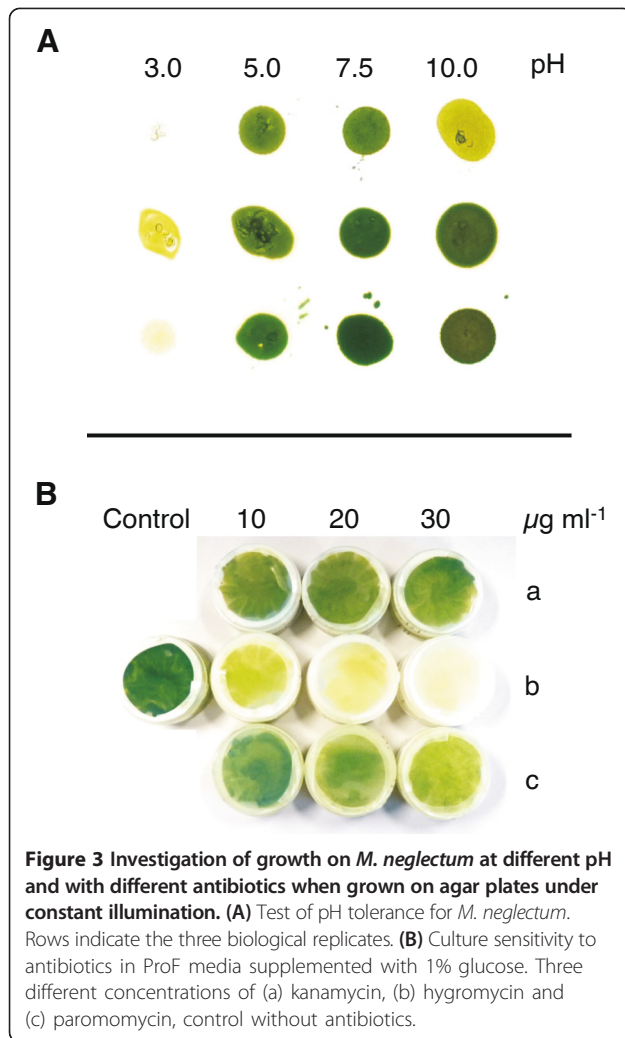 A
3.0 5.0 7.5 10.0 pH
B
Control 10 20 30 µg ml-1
a
b
c
Figure 3 Investigation of growth on M. neglectum at different pH
and with different antibiotics when grown on agar plates under
constant illumination. (A) Test of pH tolerance for M. neglectum.
Rows indicate the three biological replicates. (B) Culture sensitivity to
antibiotics in ProF media supplemented with 1% glucose. Three
different concentrations of (a) kanamycin, (b) hygromycin and
(c) paromomycin, control without antibiotics.